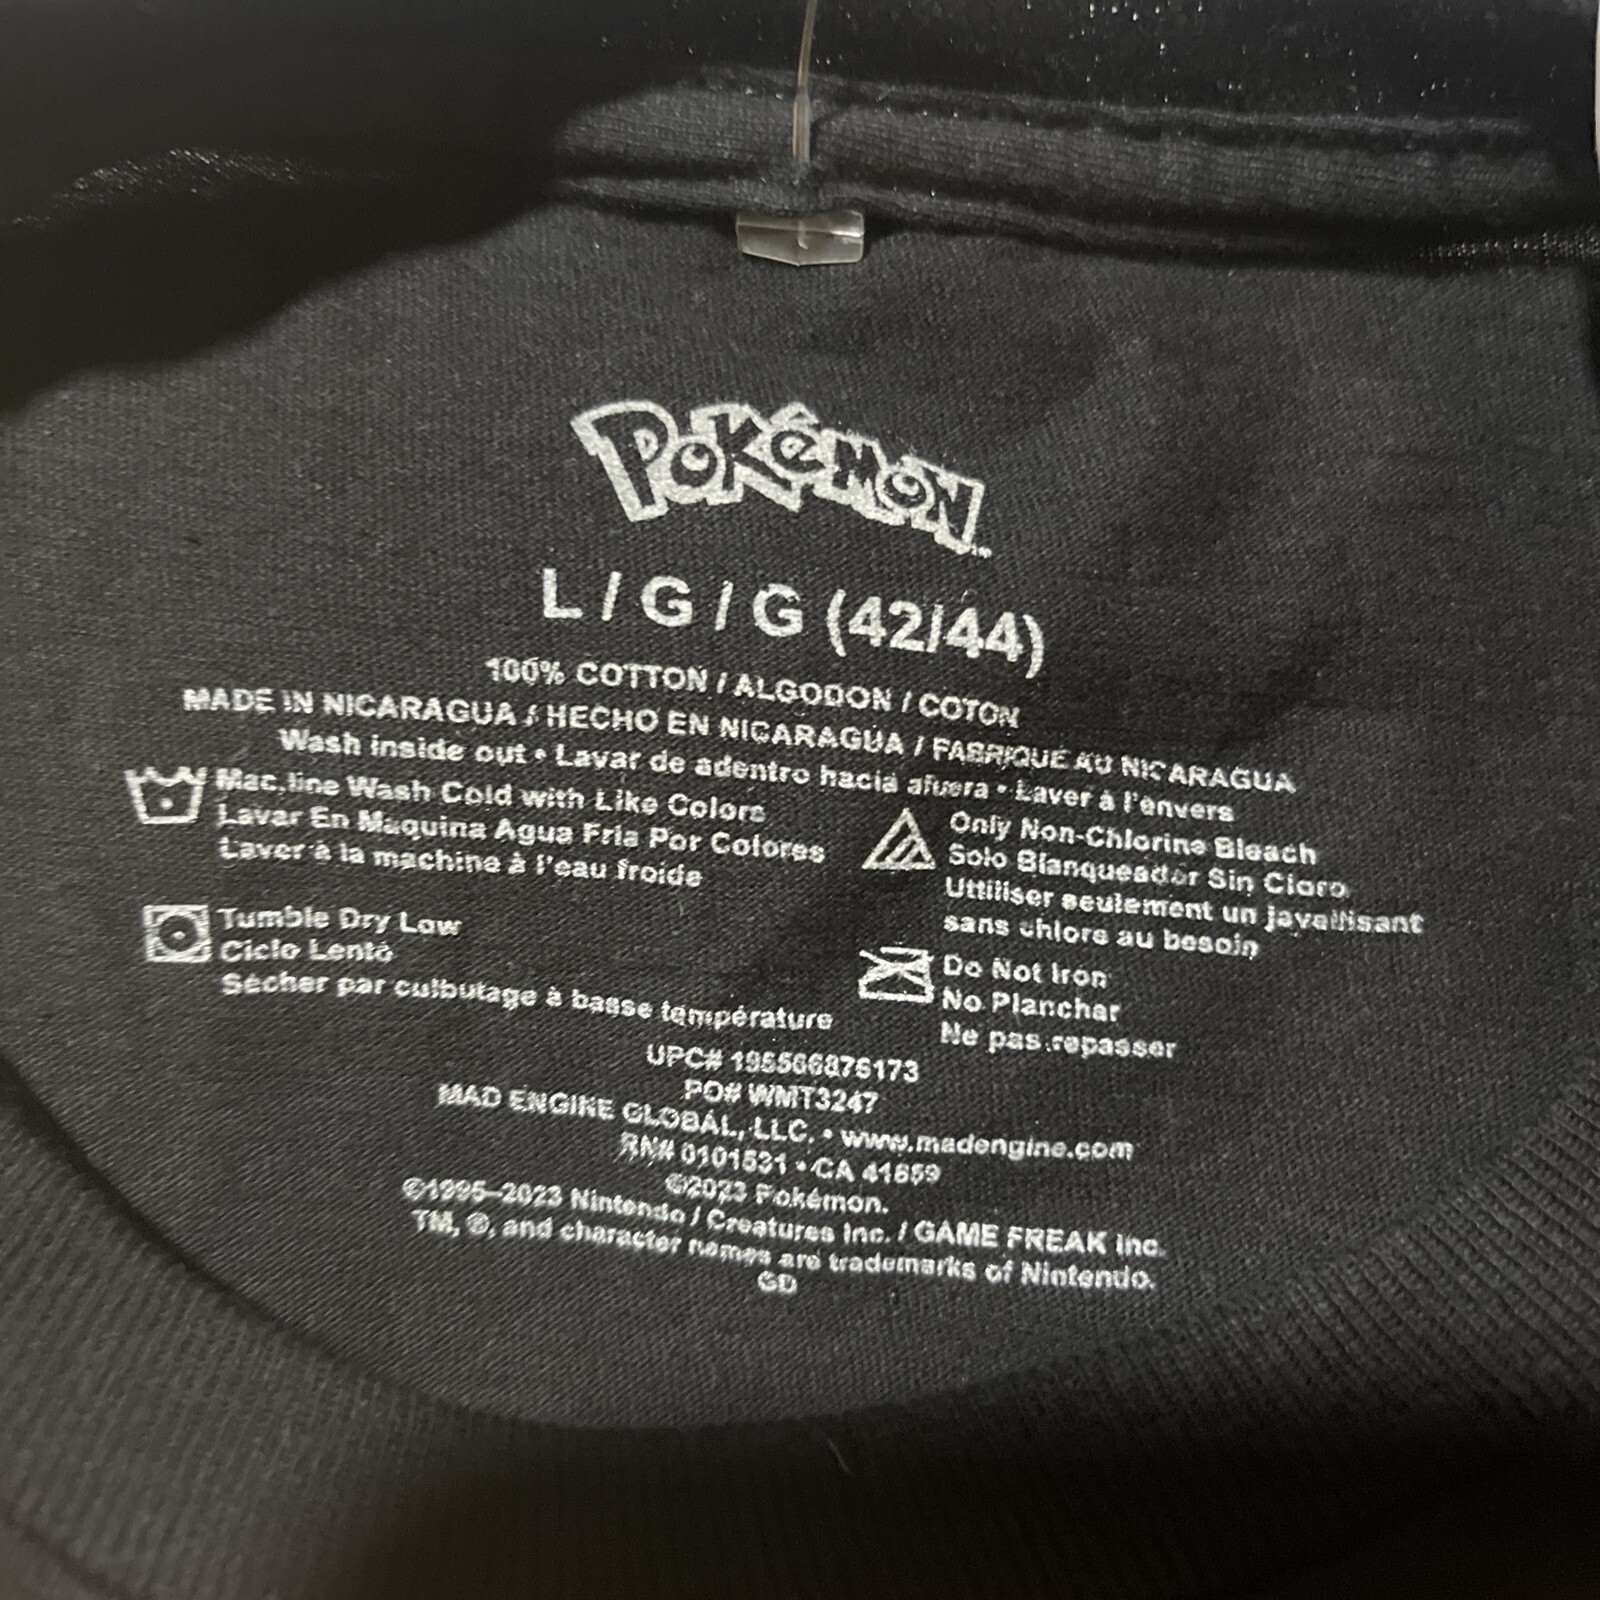 POKéMON™
L / G / G (42/44)
100% COTTON / ALGODON / COTON
MADE IN NICARAGUA / HECHO EN NICARAGUA / FABRIQUÉ AU NICARAGUA
Wash inside out • Lavar de adentro hacia afuera • Laver à l'envers
Machine Wash Cold with Like Colors
Lavar En Maquina Agua Fria Por Colores
Laver à la machine à l'eau froide
Only Non-Chlorine Bleach
Solo Blanqueador Sin Cloro
Uttiliser seulement un javellisant
sans chlore au besoin
Tumble Dry Low
Ciclo Lento
Sécher par culbutage à basse température
Do Not Iron
No Planchar
Ne pas repasser
UPC# 195566876173
PO# WMT3247
MAD ENGINE GLOBAL, LLC. • www.madengine.com
RN# 0101531 • CA 41659
©2023 Pokémon.
©1995–2023 Nintendo / Creatures Inc. / GAME FREAK Inc.
TM, ®, and character names are trademarks of Nintendo.
GD